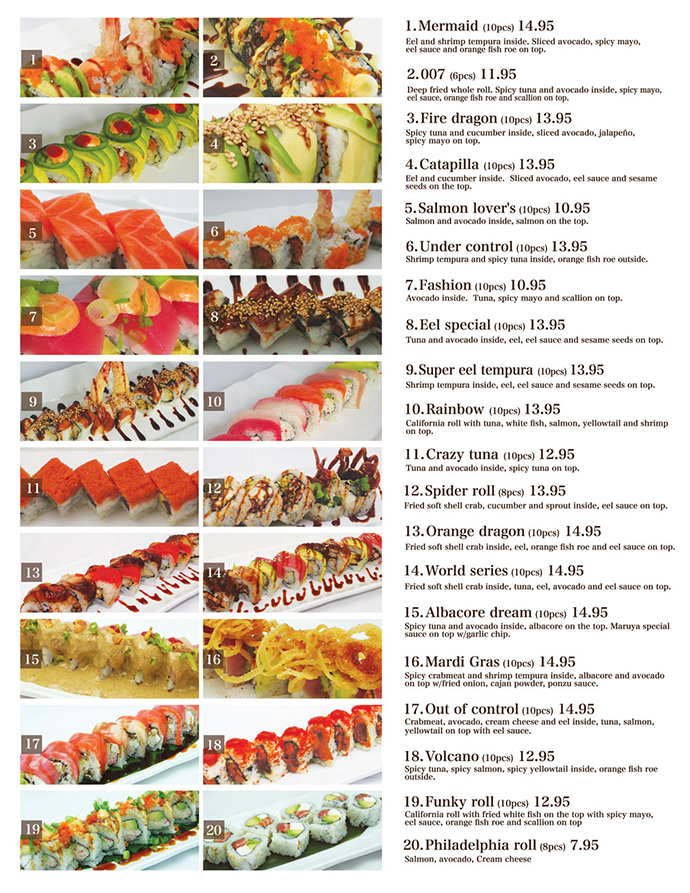 1
2
3
4
5
6
7
8
9
10
11
12
13
14
15
16
17
18
19
20
1.Mermaid (10pcs) 14.95
Eel and shrimp tempura inside. Sliced avocado, spicy mayo,
eel sauce and orange fish roe on top.
2.007 (6pcs) 11.95
Deep fried whole roll. Spicy tuna and avocado inside, spicy mayo,
eel sauce, orange fish roe and scallion on top.
3.Fire dragon (10pcs) 13.95
Spicy tuna and cucumber inside, sliced avocado, jalapeño,
spicy mayo on top.
4.Catapilla (10pcs) 13.95
Eel and cucumber inside. Sliced avocado, eel sauce and sesame
seeds on the top.
5.Salmon lover's (10pcs) 10.95
Salmon and avocado inside, salmon on the top.
6.Under control (10pcs) 13.95
Shrimp tempura and spicy tuna inside, orange fish roe outside.
7.Fashion (10pcs) 10.95
Avocado inside. Tuna, spicy mayo and scallion on top.
8.Eel special (10pcs) 13.95
Tuna and avocado inside, eel, eel sauce and sesame seeds on top.
9.Super eel tempura (10pcs) 13.95
Shrimp tempura inside, eel, eel sauce and sesame seeds on top.
10.Rainbow (10pcs) 13.95
California roll with tuna, white fish, salmon, yellowtail and shrimp
on top.
11.Crazy tuna (10pcs) 12.95
Tuna and avocado inside, spicy tuna on top.
12.Spider roll (8pcs) 13.95
Fried soft shell crab, cucumber and sprout inside, eel sauce on top.
13.Orange dragon (10pcs) 14.95
Fried soft shell crab inside, eel, orange fish roe and eel sauce on top.
14.World series (10pcs) 14.95
Fried soft shell crab inside, tuna, eel, avocado and eel sauce on top.
15.Albacore dream (10pcs) 14.95
Spicy tuna and avocado inside, albacore on the top. Maruya special
sauce on top w/garlic chip.
16.Mardi Gras (10pcs) 14.95
Spicy crabmeat and shrimp tempura inside, albacore and avocado
on top w/fried onion, cajan powder, ponzu sauce.
17.Out of control (10pcs) 14.95
Crabmeat, avocado, cream cheese and eel inside, tuna, salmon,
yellowtail on top with eel sauce.
18.Volcano (10pcs) 12.95
Spicy tuna, spicy salmon, spicy yellowtail inside, orange fish roe
outside.
19.Funky roll (10pcs) 12.95
California roll with fried white fish on the top with spicy mayo,
eel sauce, orange fish roe and scallion on top
20.Philadelphia roll (8pcs) 7.95
Salmon, avocado, Cream cheese